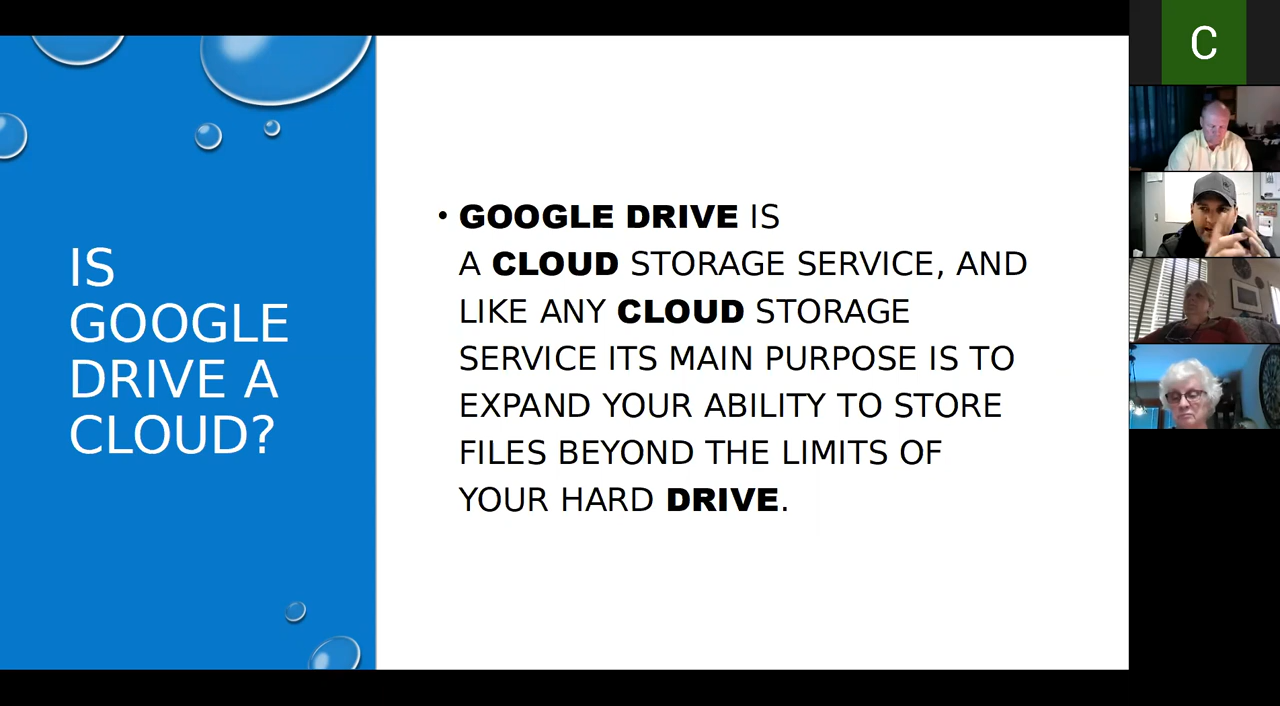 IS
GOOGLE
DRIVE A
CLOUD?
• GOOGLE DRIVE IS
A CLOUD STORAGE SERVICE, AND
LIKE ANY CLOUD STORAGE
SERVICE ITS MAIN PURPOSE IS TO
EXPAND YOUR ABILITY TO STORE
FILES BEYOND THE LIMITS OF
YOUR HARD DRIVE.
C